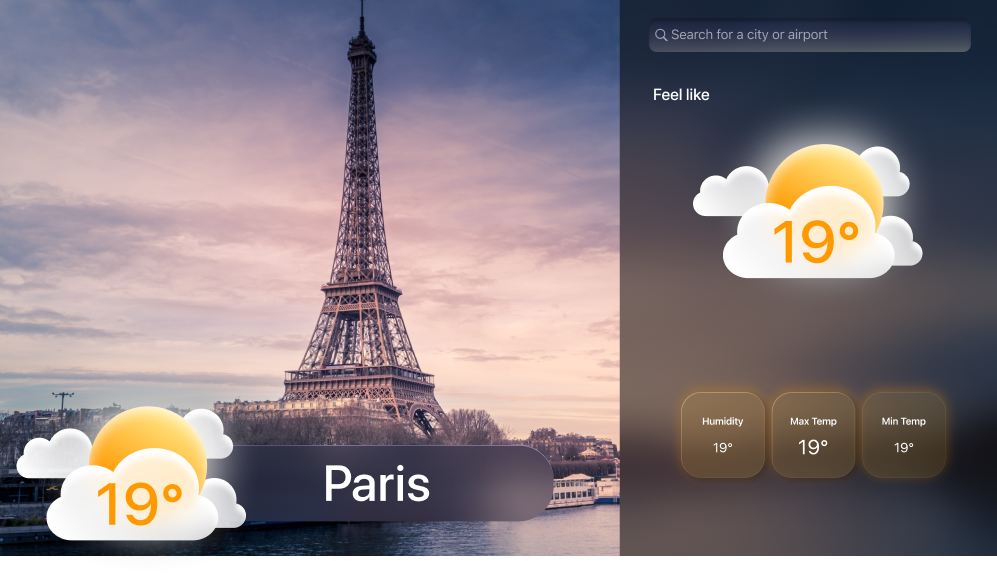 Search for a city or airport
Feel like
19°
Humidity
Max Temp
Min Temp
19°
19°
19°
Paris
19°